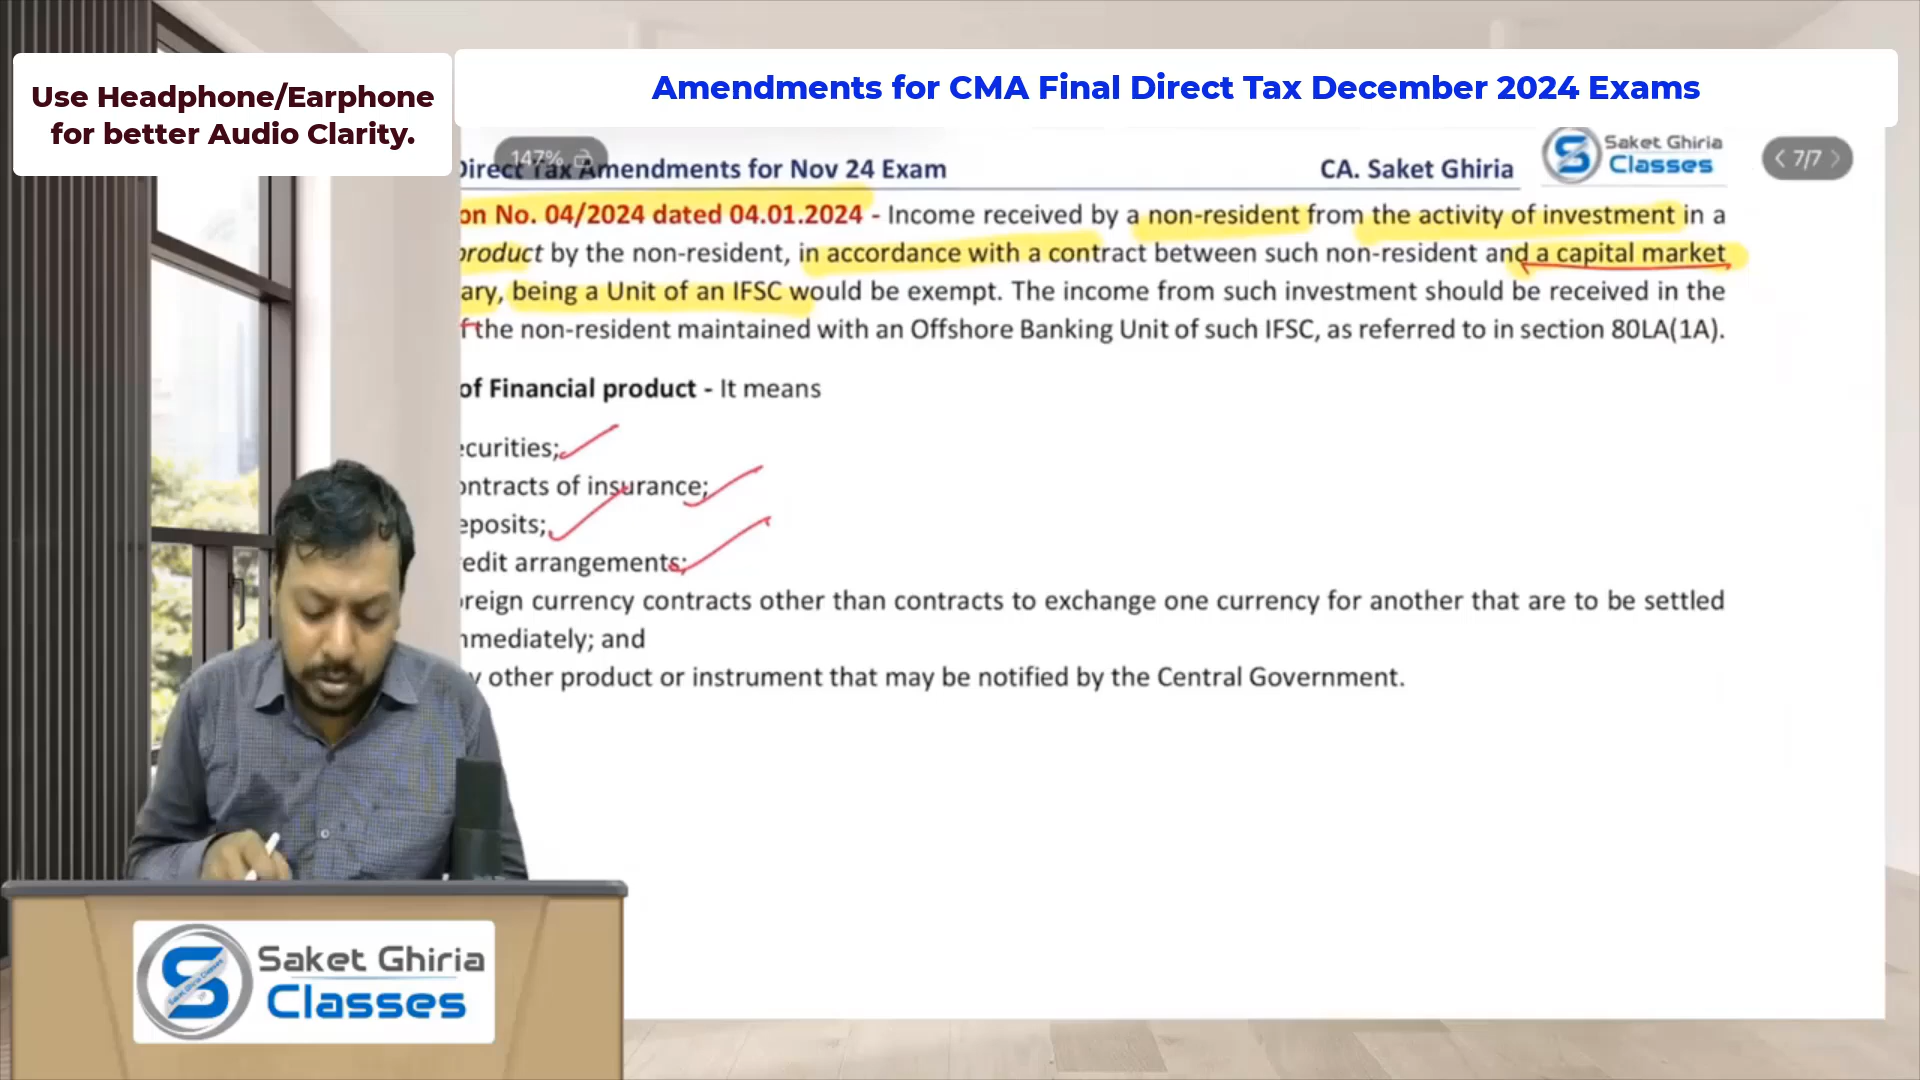 Use Headphone/Earphone
for better Audio Clarity.
Amendments for CMA Final Direct Tax December 2024 Exams
147%
Direct Tax Amendments for Nov 24 Exam
CA. Saket Ghiria
Saket Ghiria
Classes
7/7
on No. 04/2024 dated 04.01.2024 - Income received by a non-resident from the activity of investment in a
product by the non-resident, in accordance with a contract between such non-resident and a capital market
ary, being a Unit of an IFSC would be exempt. The income from such investment should be received in the
f the non-resident maintained with an Offshore Banking Unit of such IFSC, as referred to in section 80LA(1A).
of Financial product - It means
ecurities;
ontracts of insurance;
eposits;
redit arrangements;
oreign currency contracts other than contracts to exchange one currency for another that are to be settled
mmediately; and
y other product or instrument that may be notified by the Central Government.
Saket Ghiria
Classes